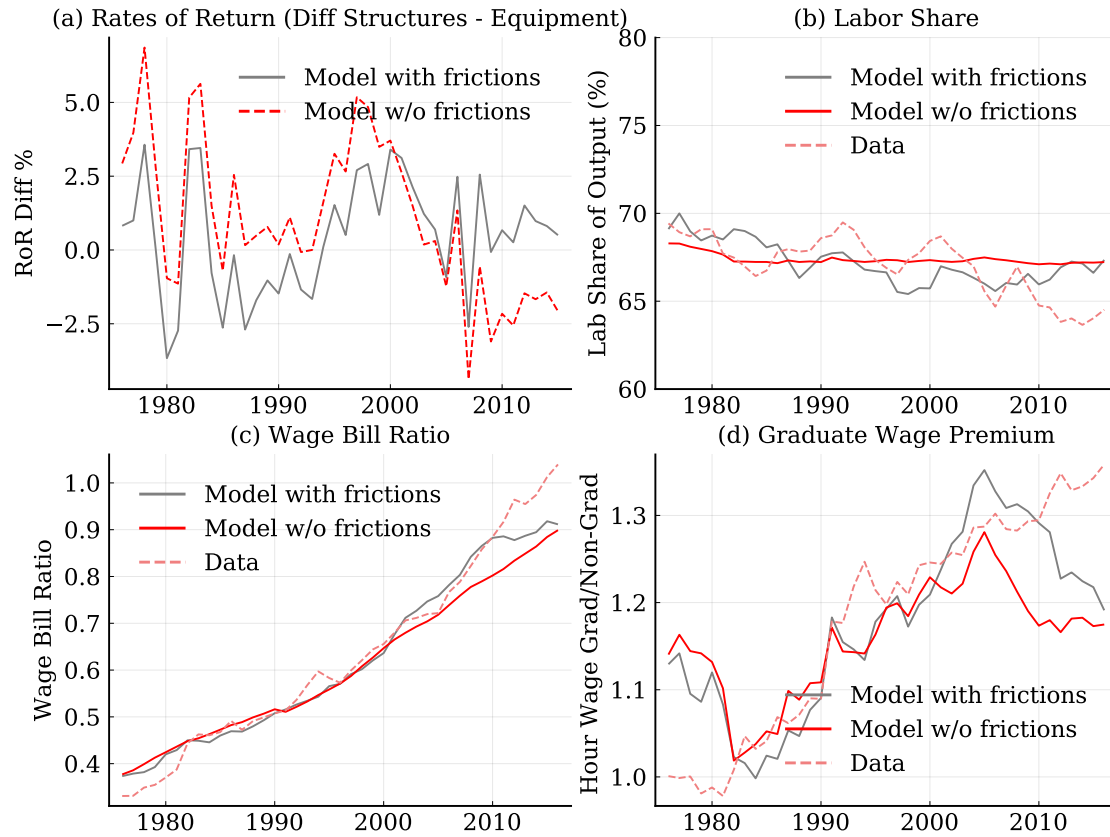 (a) Rates of Return (Diff Structures - Equipment)
RoR Diff %
5.0
2.5
0.0
−2.5
1980
1990
2000
2010
Model with frictions
Model w/o frictions
(b) Labor Share
Lab Share of Output (%)
80
75
70
65
60
1980
1990
2000
2010
Model with frictions
Model w/o frictions
Data
(c) Wage Bill Ratio
Wage Bill Ratio
1.0
0.9
0.8
0.7
0.6
0.5
0.4
1980
1990
2000
2010
Model with frictions
Model w/o frictions
Data
(d) Graduate Wage Premium
Hour Wage Grad/Non-Grad
1.3
1.2
1.1
1.0
1980
1990
2000
2010
Model with frictions
Model w/o frictions
Data